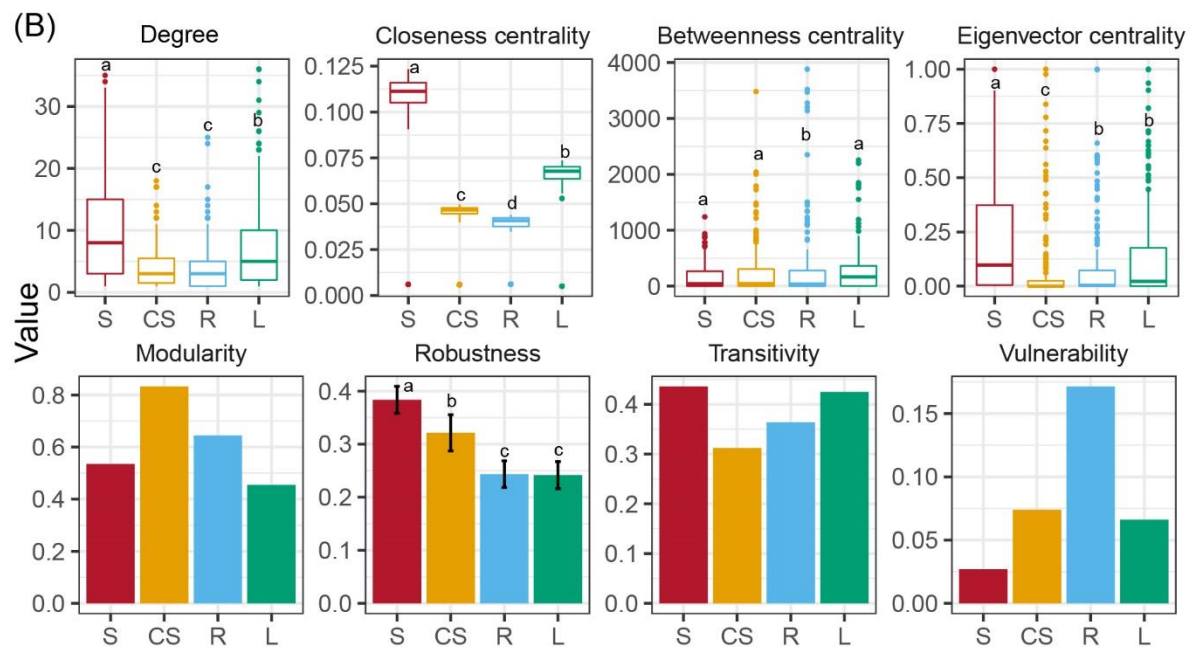 (B)
Degree Closeness centrality Betweenness centrality Eigenvector centrality
a
c
c
b
30
20
10
0
S CS R L
a
c
d
b
0.125
0.100
0.075
0.050
0.025
0.000
S CS R L
a
a
b
a
4000
3000
2000
1000
0
S CS R L
a
c
b
b
1.00
0.75
0.50
0.25
0.00
S CS R L
Value
Modularity Robustness Transitivity Vulnerability
0.8
0.6
0.4
0.2
0.0
S CS R L
a
b
c
c
0.4
0.3
0.2
0.1
0.0
S CS R L
0.4
0.3
0.2
0.1
0.0
S CS R L
0.15
0.10
0.05
0.00
S CS R L